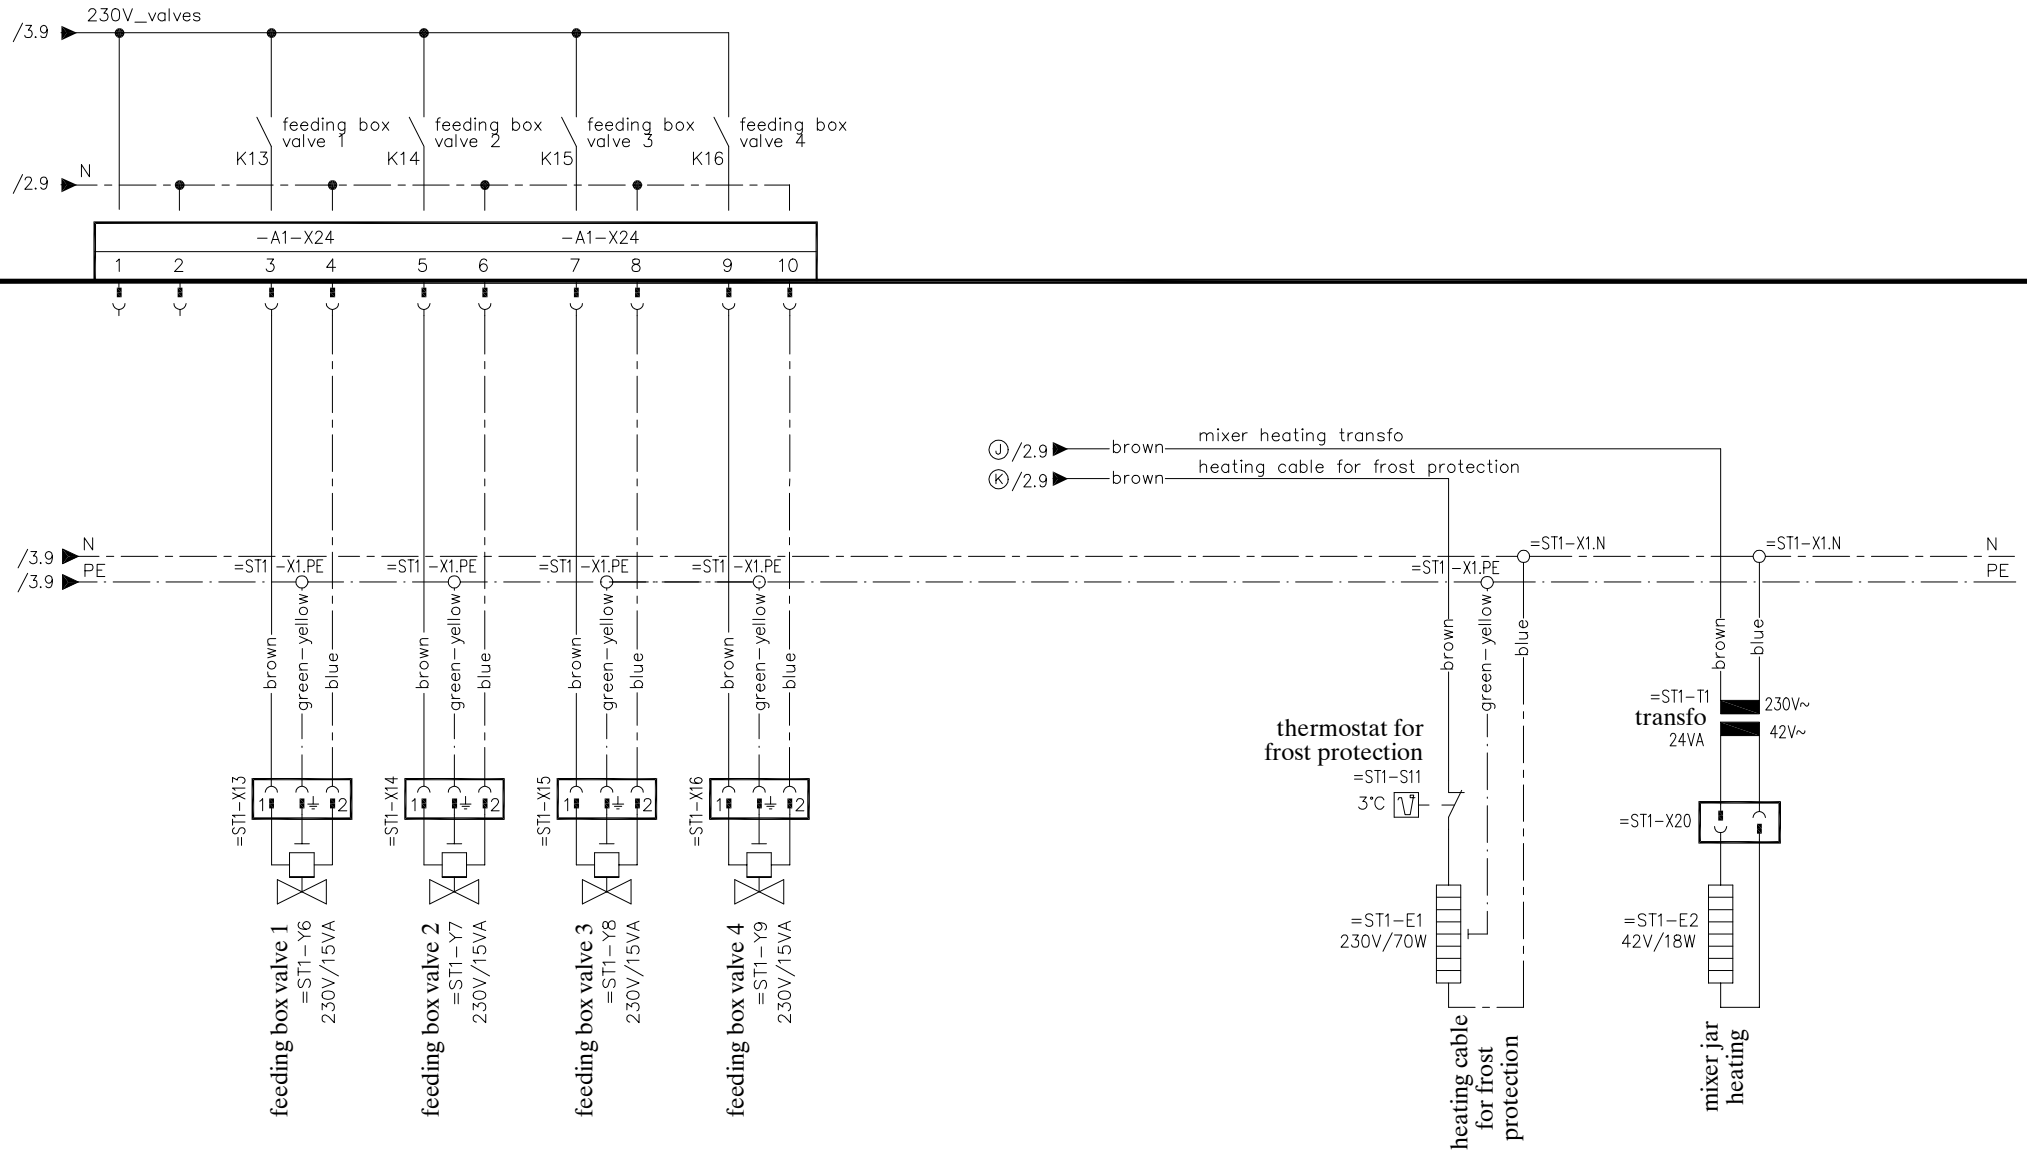 230V_valves
/3.9
feeding box
valve 1
feeding box
valve 2
feeding box
valve 3
feeding box
valve 4
K13
K14
K15
K16
N
/2.9
-A1-X24
-A1-X24
1 2 3 4 5 6 7 8 9 10
J /2.9 brown mixer heating transfo
K /2.9 brown heating cable for frost protection
/3.9 N
/3.9 PE
=ST1 -X1.PE
=ST1 -X1.PE
=ST1 -X1.PE
=ST1 -X1.PE
=ST1 -X1.PE
=ST1-X1.N
=ST1-X1.N
N
PE
brown
green-yellow
blue
brown
green-yellow
blue
brown
green-yellow
blue
brown
green-yellow
blue
brown
green-yellow
blue
brown
blue
=ST1-T1
transfo
24VA
230V~
42V~
thermostat for
frost protection
=ST1-S11
3°C
=ST1-X13
1 2
=ST1-X14
1 2
=ST1-X15
1 2
=ST1-X16
1 2
=ST1-X20
feeding box valve 1
=ST1-Y6
230V/15VA
feeding box valve 2
=ST1-Y7
230V/15VA
feeding box valve 3
=ST1-Y8
230V/15VA
feeding box valve 4
=ST1-Y9
230V/15VA
=ST1-E1
230V/70W
heating cable
for frost
protection
=ST1-E2
42V/18W
mixer jar
heating